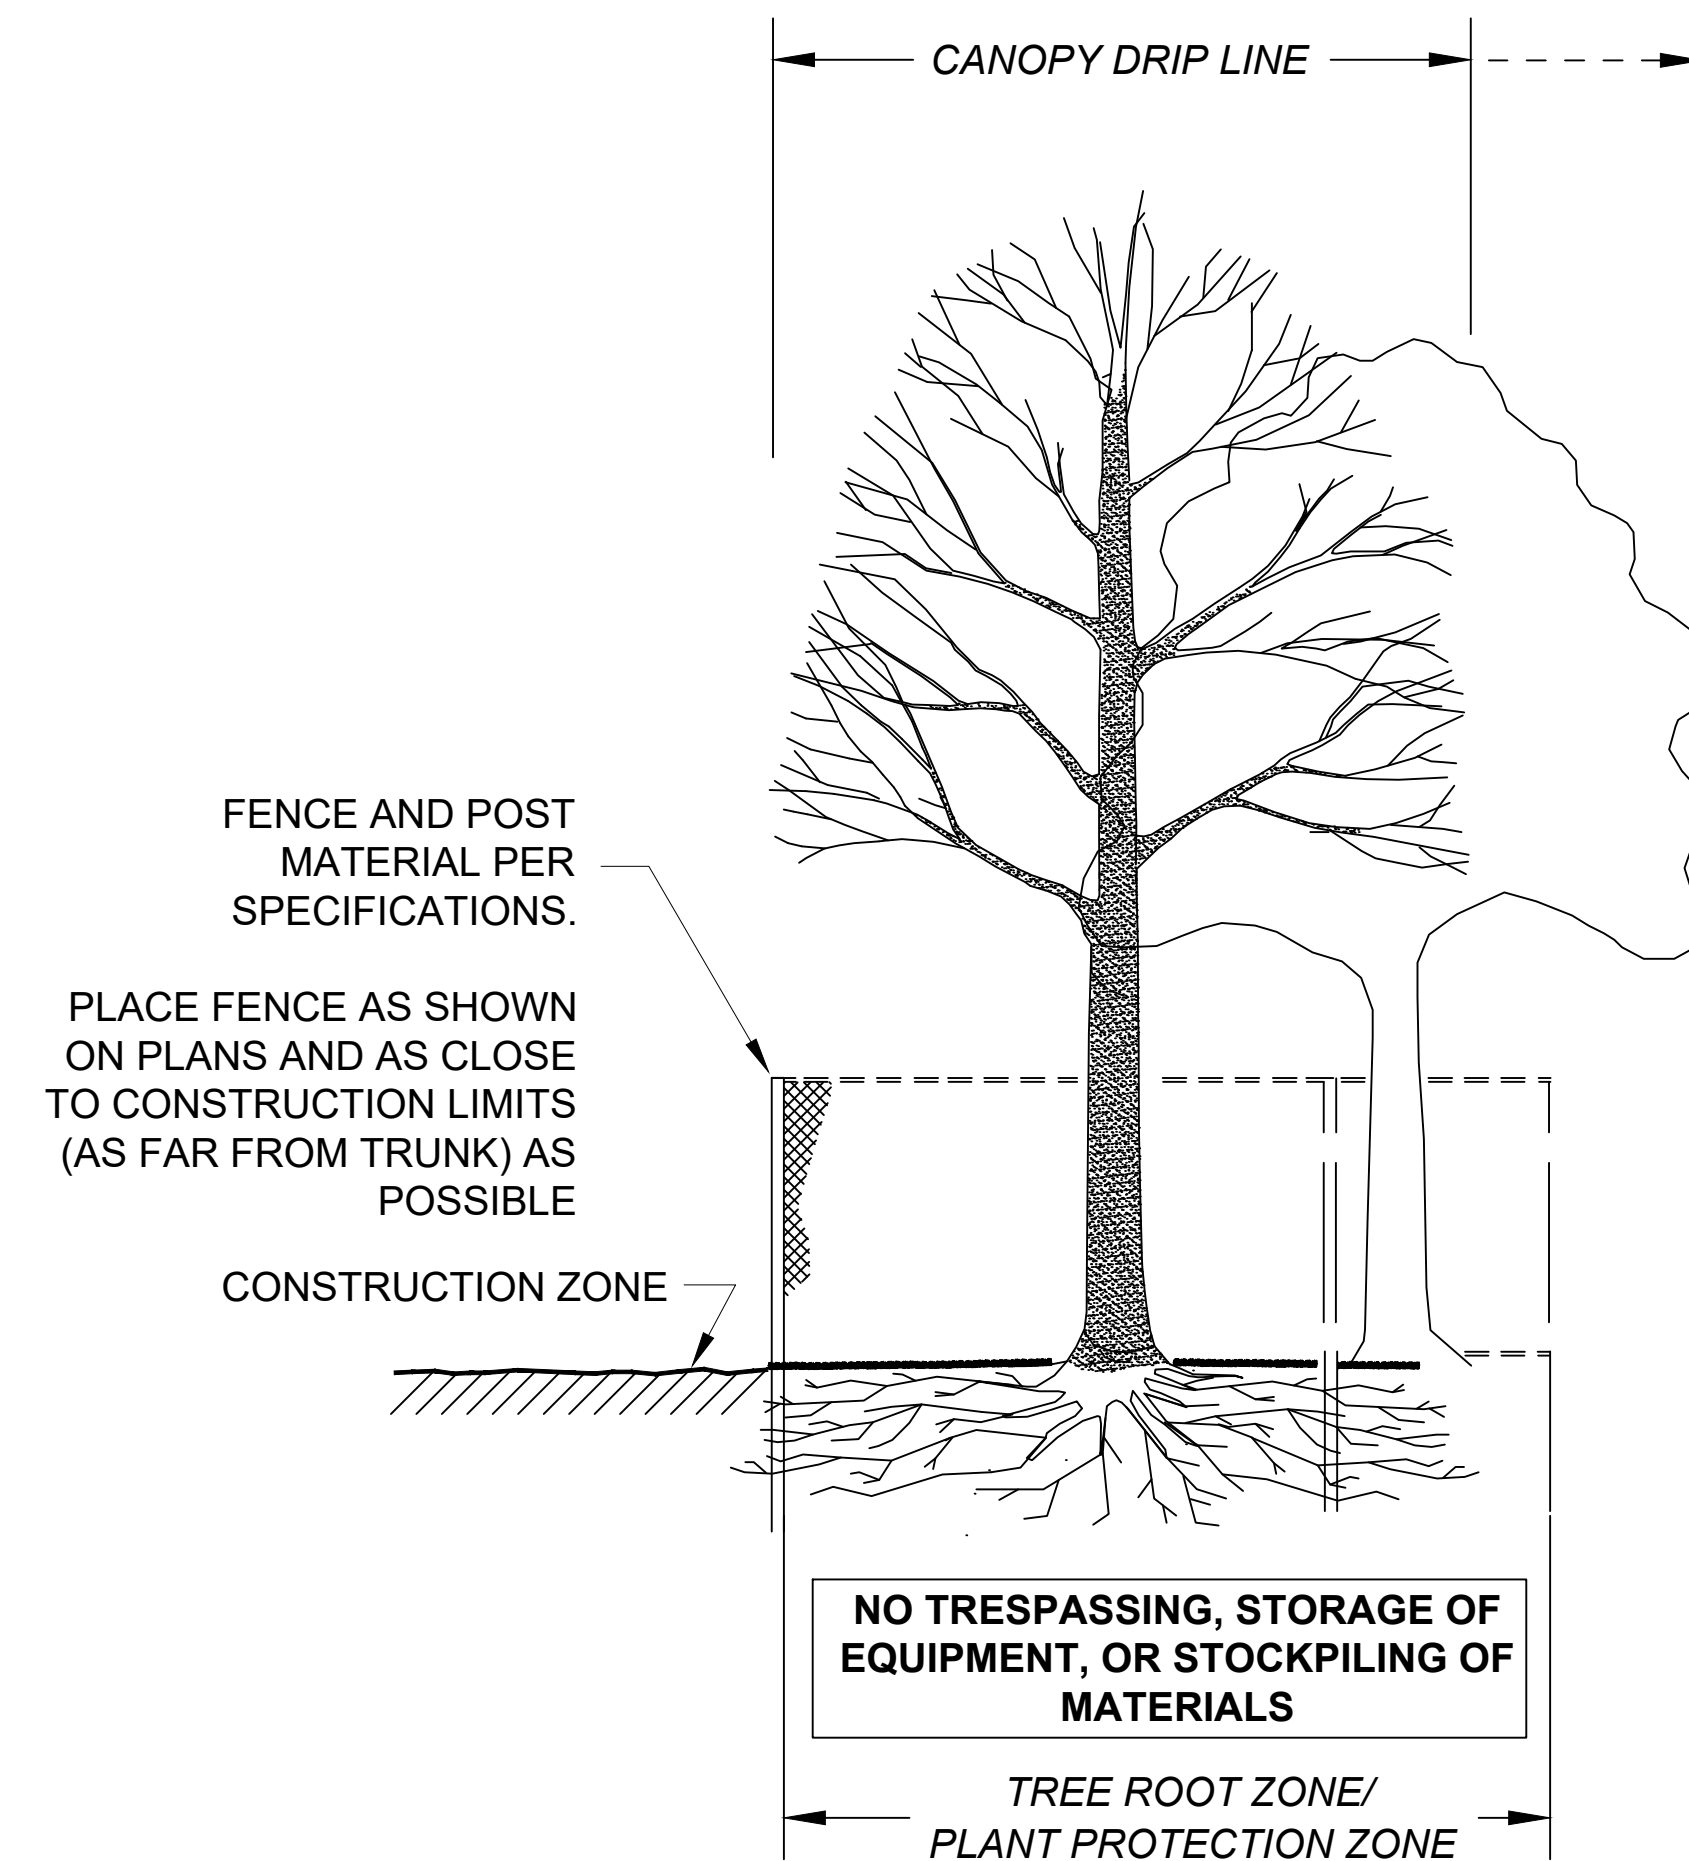 CANOPY DRIP LINE
FENCE AND POST
MATERIAL PER
SPECIFICATIONS.
PLACE FENCE AS SHOWN
ON PLANS AND AS CLOSE
TO CONSTRUCTION LIMITS
(AS FAR FROM TRUNK) AS
POSSIBLE
CONSTRUCTION ZONE
NO TRESPASSING, STORAGE OF
EQUIPMENT, OR STOCKPILING OF
MATERIALS
TREE ROOT ZONE/
PLANT PROTECTION ZONE